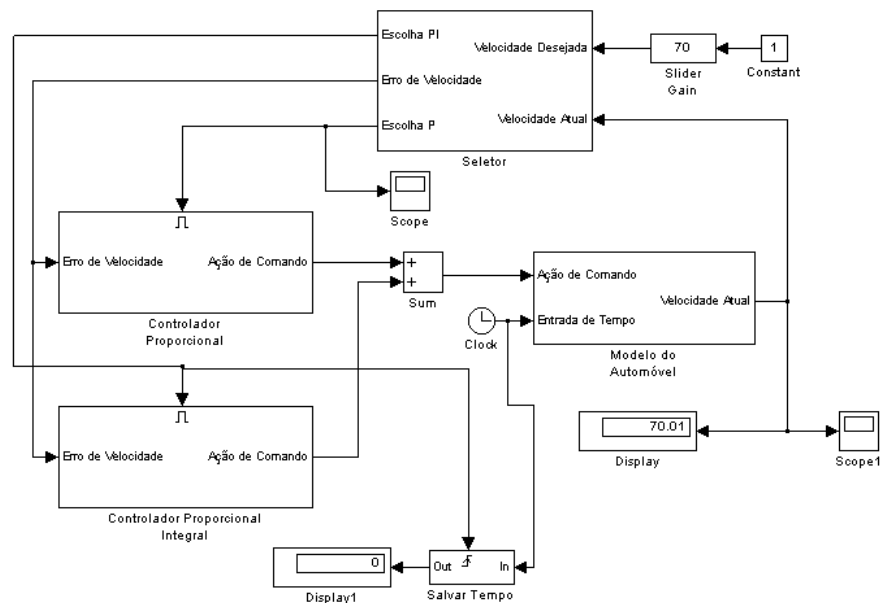 Escolha PI
Erro de Velocidade
Escolha P
Velocidade Desejada
Velocidade Atual
Seletor
70
Slider
Gain
1
Constant
Scope
Erro de Velocidade
Ação de Comando
Controlador
Proporcional
+
+
Sum
Clock
Ação de Comando
Entrada de Tempo
Velocidade Atual
Modelo do
Automóvel
Erro de Velocidade
Ação de Comando
Controlador Proporcional
Integral
70.01
Display
Scope1
0
Display1
Out
In
Salvar Tempo